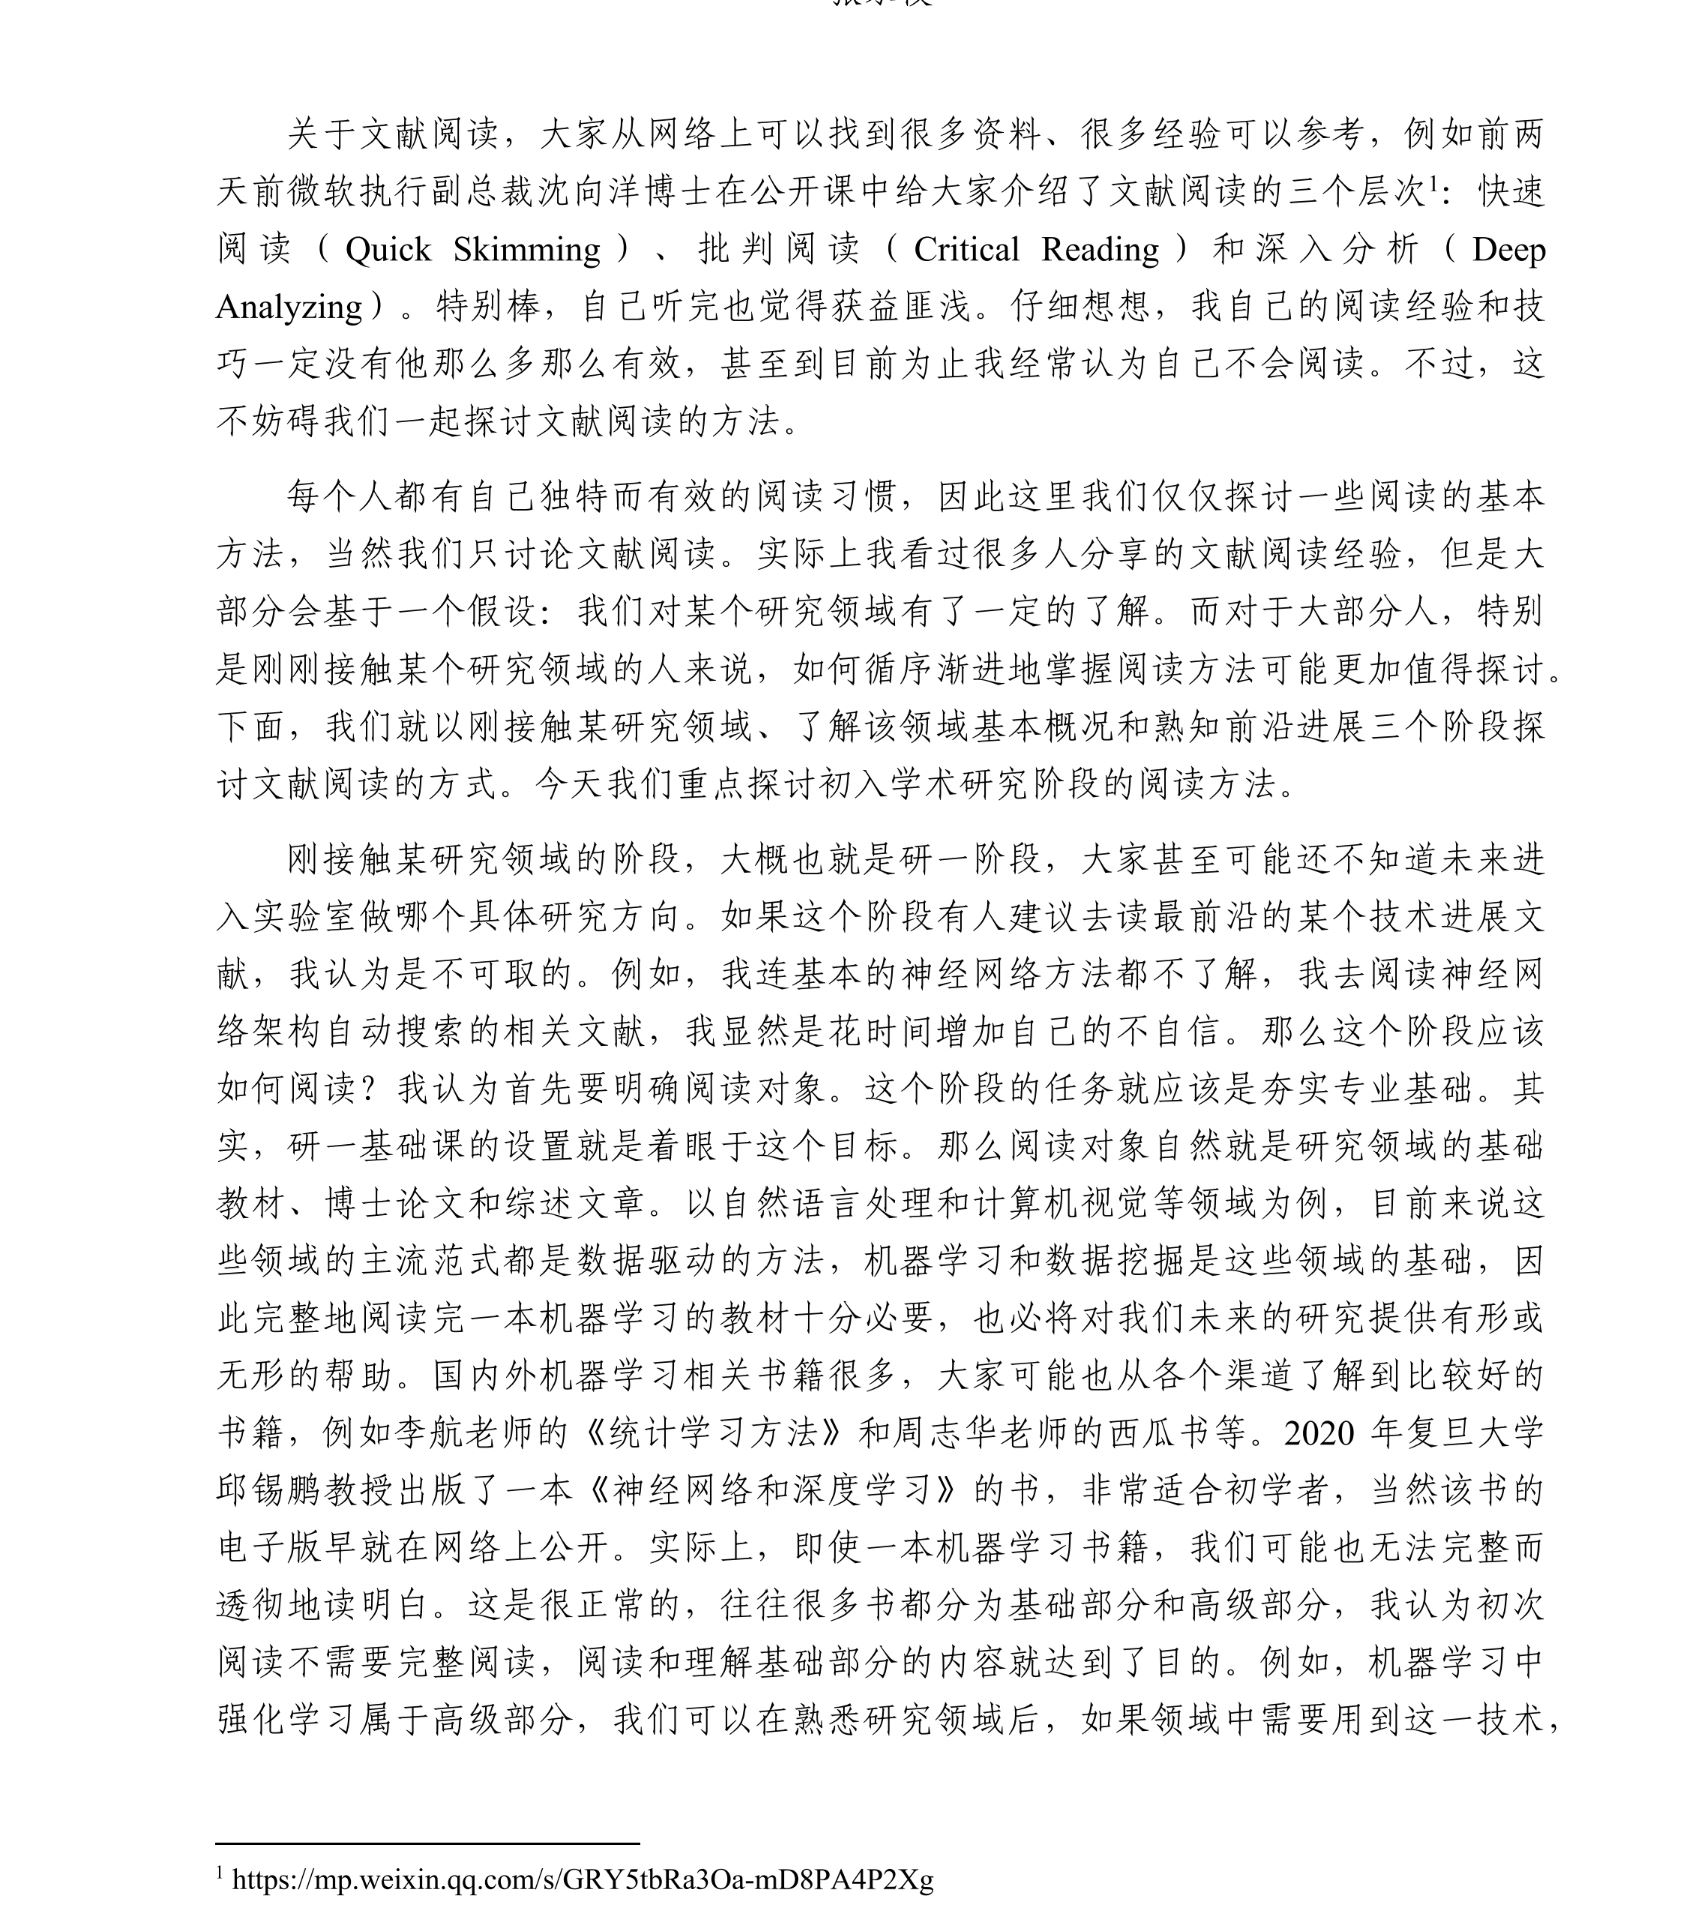 关于文献阅读，大家从网络上可以找到很多资料、很多经验可以参考，例如前两
天前微软执行副总裁沈向洋博士在公开课中给大家介绍了文献阅读的三个层次¹：快速
阅读（Quick Skimming）、批判阅读（Critical Reading）和深入分析（Deep
Analyzing）。特别棒，自己听完也觉得获益匪浅。仔细想想，我自己的阅读经验和技
巧一定没有他那么多那么有效，甚至到目前为止我经常认为自己不会阅读。不过，这
不妨碍我们一起探讨文献阅读的方法。
每个人都有自己独特而有效的阅读习惯，因此这里我们仅仅探讨一些阅读的基本
方法，当然我们只讨论文献阅读。实际上我看过很多人分享的文献阅读经验，但是大
部分会基于一个假设：我们对某个研究领域有了一定的了解。而对于大部分人，特别
是刚刚接触某个研究领域的人来说，如何循序渐进地掌握阅读方法可能更加值得探讨。
下面，我们就以刚接触某研究领域、了解该领域基本概况和熟知前沿进展三个阶段探
讨文献阅读的方式。今天我们重点探讨初入学术研究阶段的阅读方法。
刚接触某研究领域的阶段，大概也就是研一阶段，大家甚至可能还不知道未来进
入实验室做哪个具体研究方向。如果这个阶段有人建议去读最前沿的某个技术进展文
献，我认为是不可取的。例如，我连基本的神经网络方法都不了解，我去阅读神经网
络架构自动搜索的相关文献，我显然是花时间增加自己的不自信。那么这个阶段应该
如何阅读？我认为首先要明确阅读对象。这个阶段的任务就应该是夯实专业基础。其
实，研一基础课的设置就是着眼于这个目标。那么阅读对象自然就是研究领域的基础
教材、博士论文和综述文章。以自然语言处理和计算机视觉等领域为例，目前来说这
些领域的主流范式都是数据驱动的方法，机器学习和数据挖掘是这些领域的基础，因
此完整地阅读完一本机器学习的教材十分必要，也必将对我们未来的研究提供有形或
无形的帮助。国内外机器学习相关书籍很多，大家可能也从各个渠道了解到比较好的
书籍，例如李航老师的《统计学习方法》和周志华老师的西瓜书等。2020 年复旦大学
邱锡鹏教授出版了一本《神经网络和深度学习》的书，非常适合初学者，当然该书的
电子版早就在网络上公开。实际上，即使一本机器学习书籍，我们可能也无法完整而
透彻地读明白。这是很正常的，往往很多书都分为基础部分和高级部分，我认为初次
阅读不需要完整阅读，阅读和理解基础部分的内容就达到了目的。例如，机器学习中
强化学习属于高级部分，我们可以在熟悉研究领域后，如果领域中需要用到这一技术，
¹ https://mp.weixin.qq.com/s/GRY5tbRa3Oa-mD8PA4P2Xg